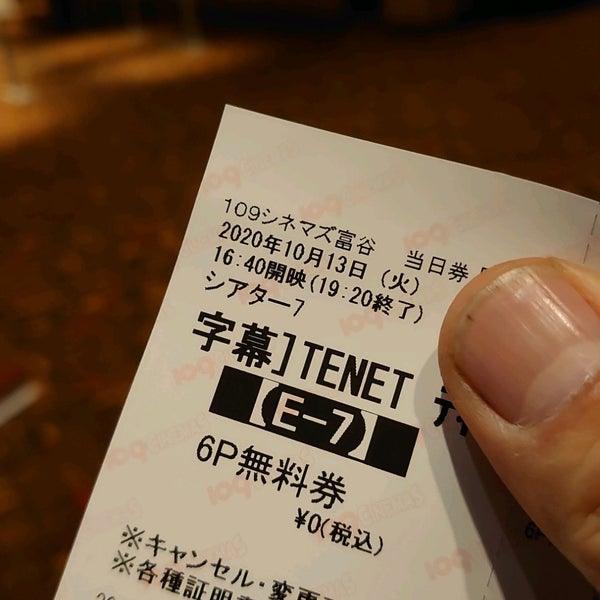 109シネマズ富谷 当日券
2020年10月13日 (火)
16:40開映(19:20終了)
シアター7
字幕]TENET
【E-7】
6P無料券
¥0(税込)
※キャンセル・変更
※各種証明書
6P